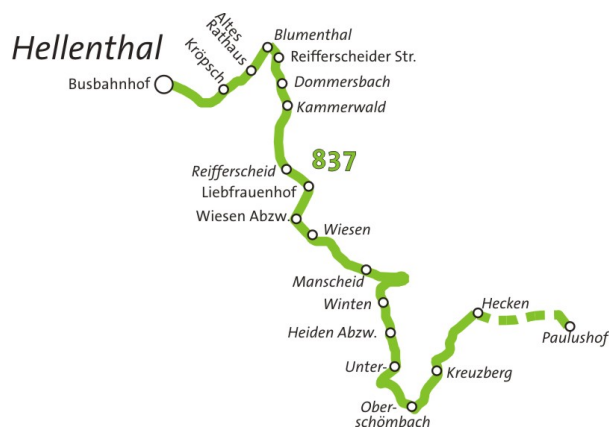 Hellenthal
Busbahnhof
Kröpsch
Altes
Rathaus
Blumenthal
Reifferscheider Str.
Dommersbach
Kammerwald
837
Reifferscheid
Liebfrauenhof
Wiesen Abzw.
Wiesen
Manscheid
Winten
Heiden Abzw.
Unter-
Ober-
schömbach
Kreuzberg
Hecken
Paulushof